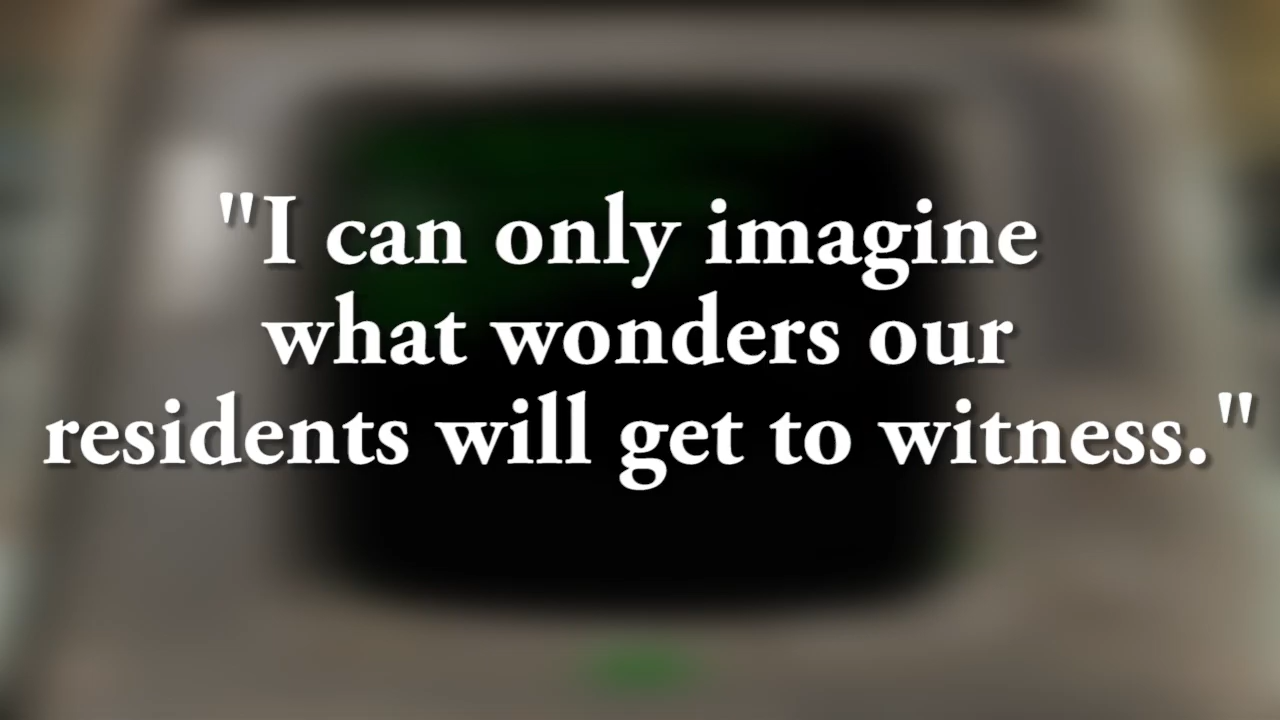 "I can only imagine
what wonders our
residents will get to witness."